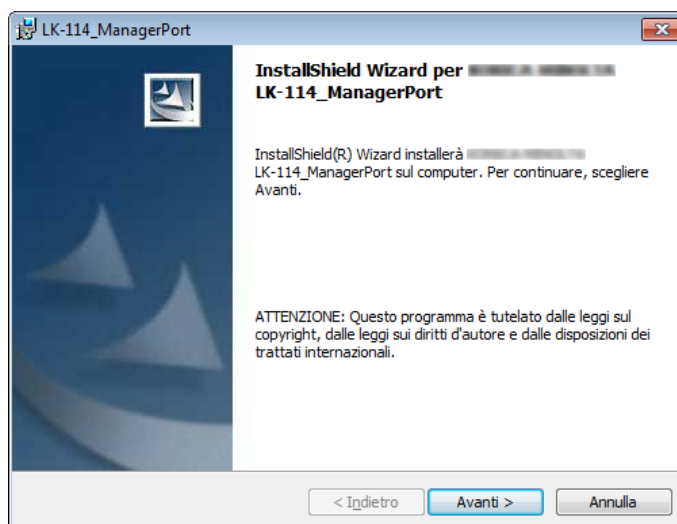 LK-114_ManagerPort
InstallShield Wizard per
LK-114_ManagerPort
InstallShield(R) Wizard installerà
LK-114_ManagerPort sul computer. Per continuare, scegliere
Avanti.
ATTENZIONE: Questo programma è tutelato dalle leggi sul
copyright, dalle leggi sui diritti d'autore e dalle disposizioni dei
trattati internazionali.
< Indietro
Avanti >
Annulla